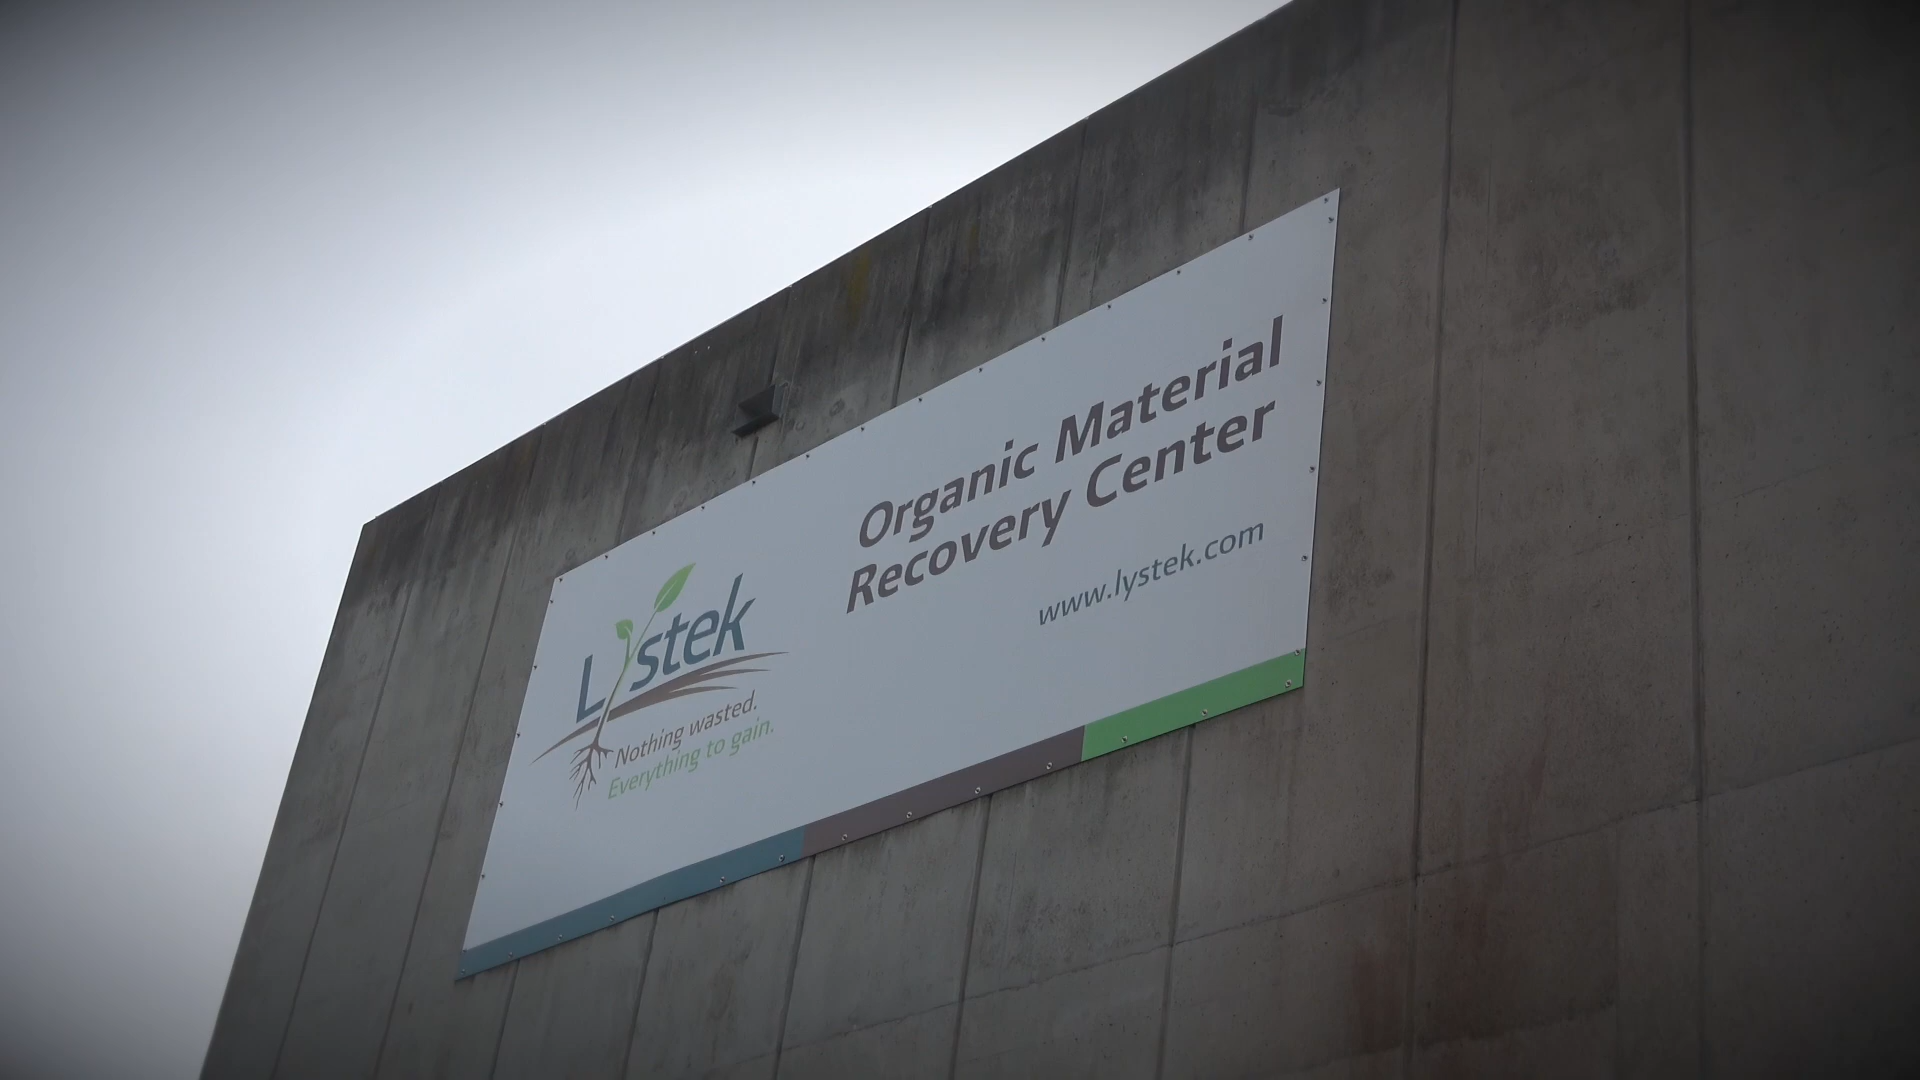 Lystek
Nothing wasted.
Everything to gain.
Organic Material
Recovery Center
www.lystek.com